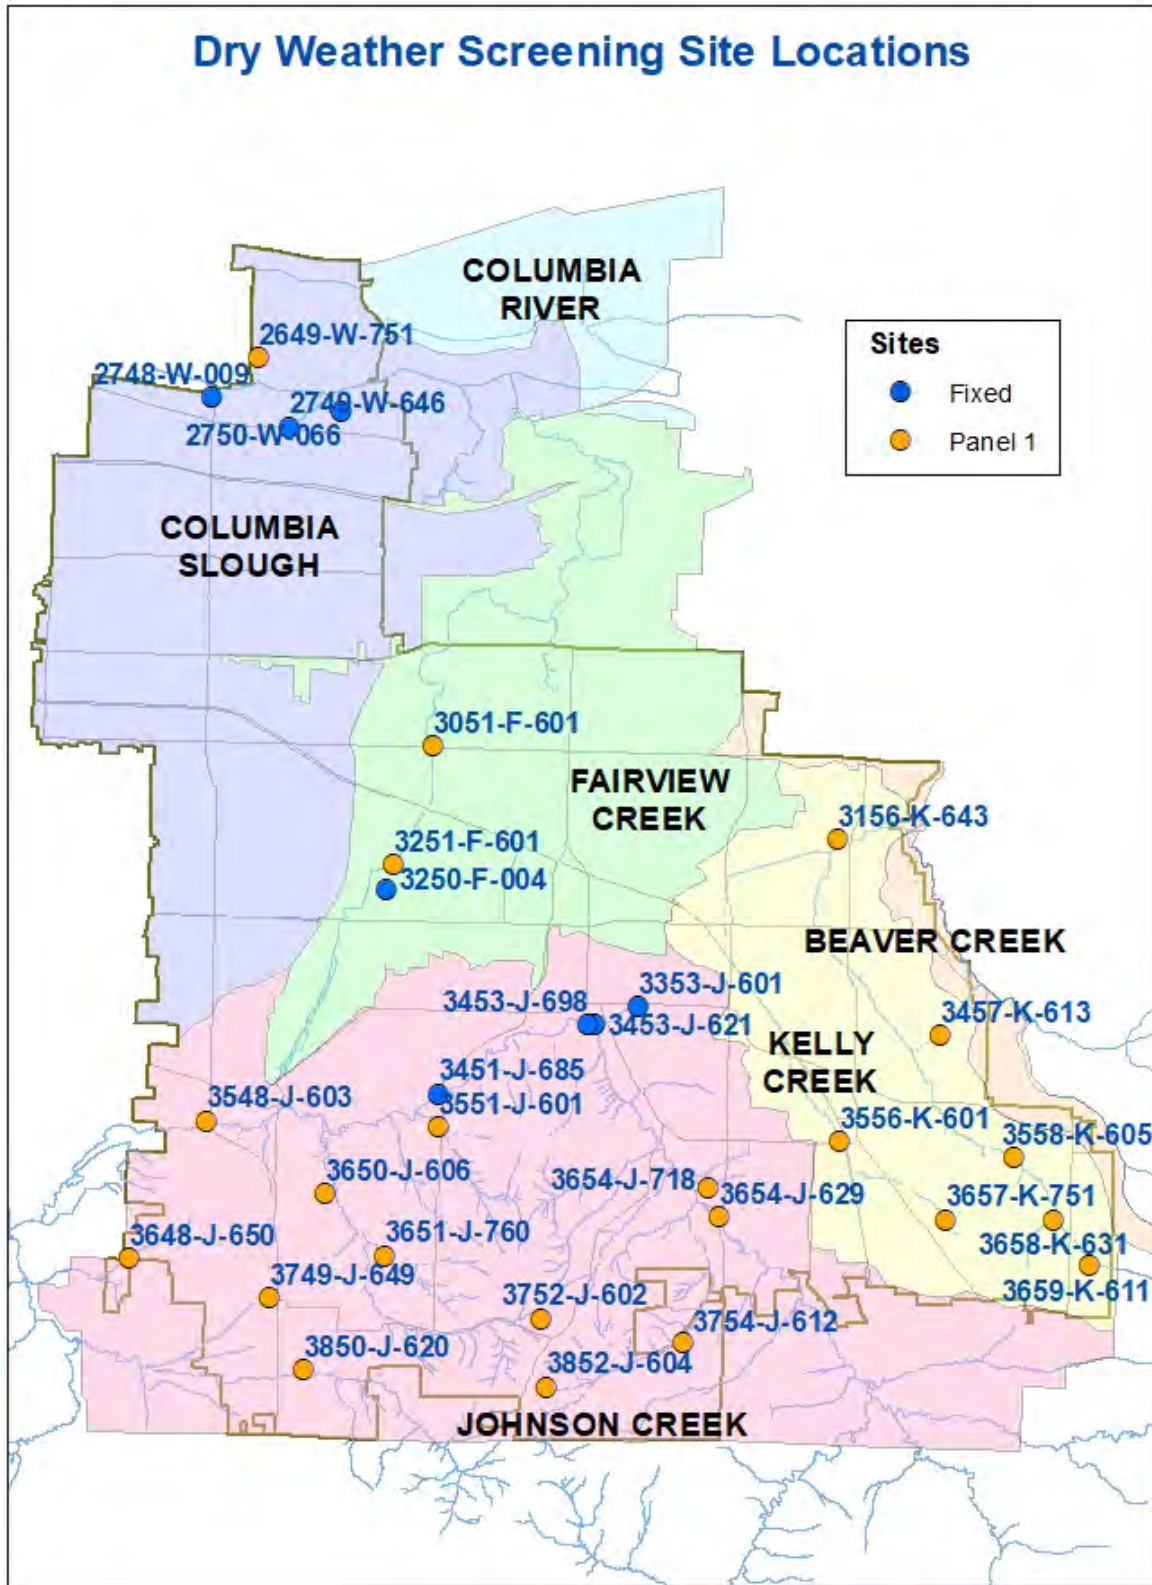 Dry Weather Screening Site Locations
COLUMBIA
RIVER
Sites
Fixed
Panel 1
2649-W-751
2748-W-009
2749-W-646
2750-W-066
COLUMBIA
SLOUGH
3051-F-601
FAIRVIEW
CREEK
3156-K-643
3251-F-601
3250-F-004
BEAVER CREEK
3353-J-601
3453-J-698
3453-J-621
3457-K-613
KELLY
CREEK
3451-J-685
3551-J-601
3548-J-603
3556-K-601
3558-K-605
3650-J-606
3654-J-718
3654-J-629
3657-K-751
3648-J-650
3651-J-760
3658-K-631
3749-J-649
3659-K-611
3752-J-602
3754-J-612
3850-J-620
3852-J-604
JOHNSON CREEK